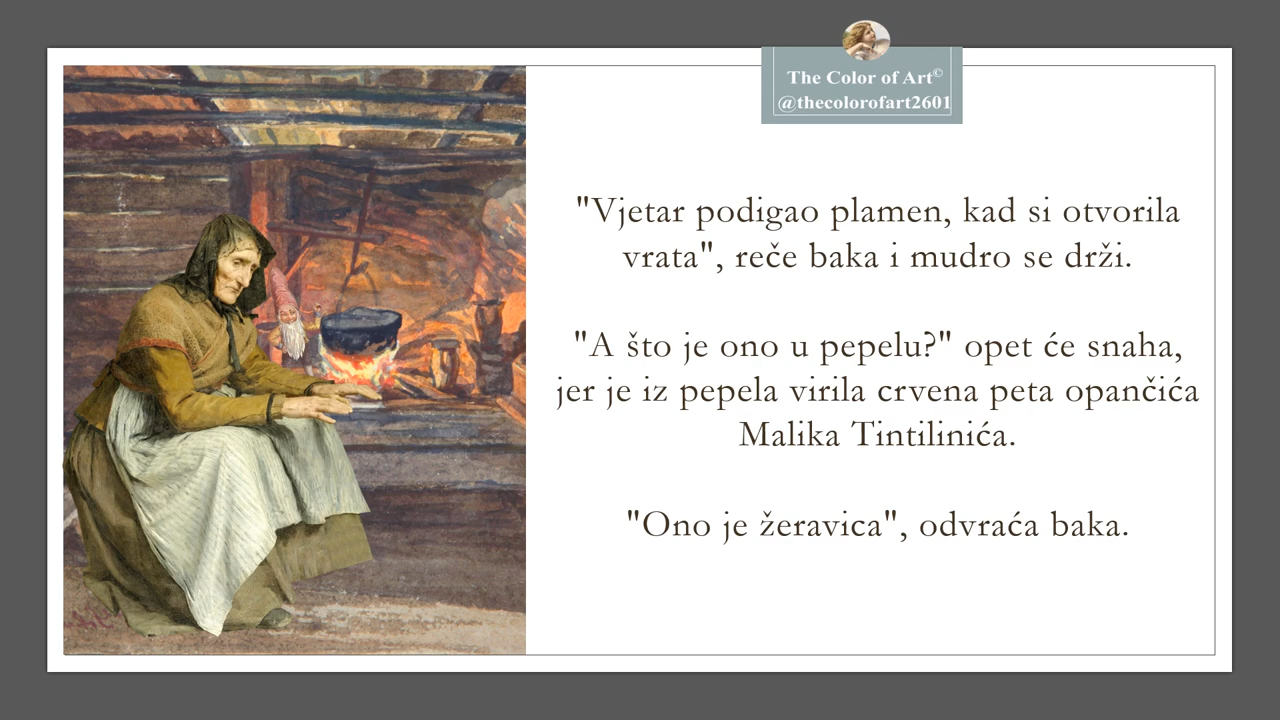 The Color of Art©
@thecolorofart2601
"Vjetar podigao plamen, kad si otvorila
vrata", reče baka i mudro se drži.
"A što je ono u pepelu?" opet će snaha,
jer je iz pepela virila crvena peta opančića
Malika Tintilinića.
"Ono je žeravica", odvraća baka.